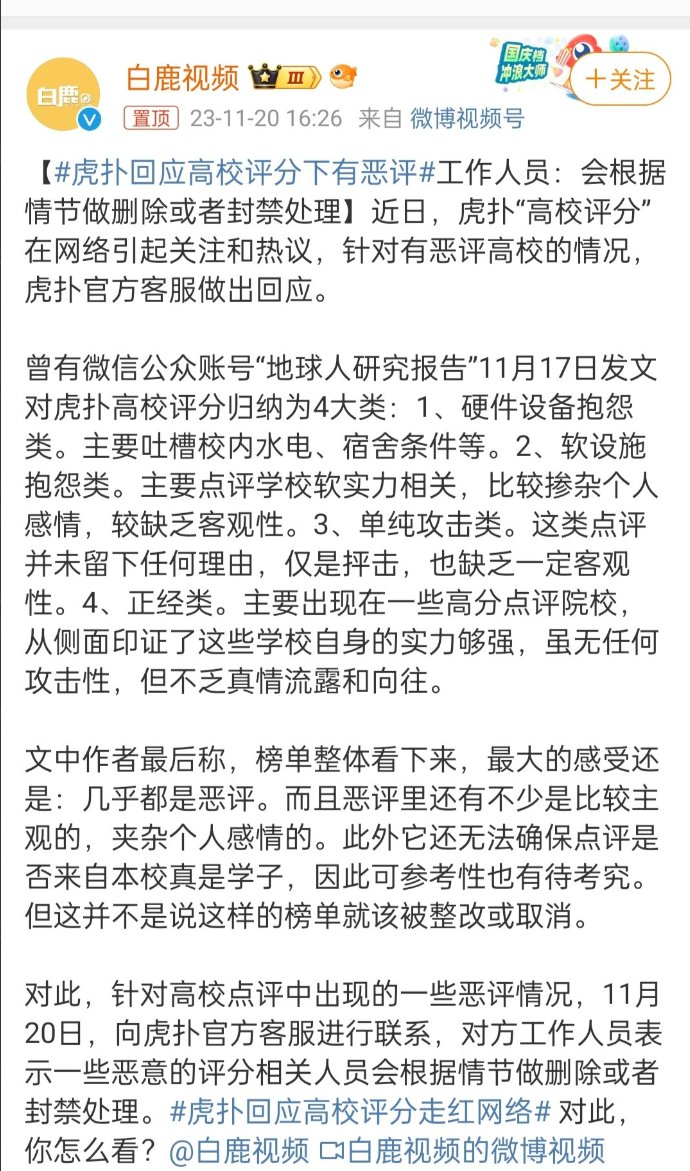 白鹿视频
白鹿
III
国庆档
冲浪大师
+关注
置顶 23-11-20 16:26 来自 微博视频号
【#虎扑回应高校评分下有恶评#工作人员：会根据
情节做删除或者封禁处理】近日，虎扑“高校评分”
在网络引起关注和热议，针对有恶评高校的情况，
虎扑官方客服做出回应。
曾有微信公众账号“地球人研究报告”11月17日发文
对虎扑高校评分归纳为4大类：1、硬件设备抱怨
类。主要吐槽校内水电、宿舍条件等。2、软设施
抱怨类。主要点评学校软实力相关，比较掺杂个人
感情，较缺乏客观性。3、单纯攻击类。这类点评
并未留下任何理由，仅是抨击，也缺乏一定客观
性。4、正经类。主要出现在一些高分点评院校，
从侧面印证了这些学校自身的实力够强，虽无任何
攻击性，但不乏真情流露和向往。
文中作者最后称，榜单整体看下来，最大的感受还
是：几乎都是恶评。而且恶评里还有不少是比较主
观的，夹杂个人感情的。此外它还无法确保点评是
否来自本校真是学子，因此可参考性也有待考究。
但这并不是说这样的榜单就该被整改或取消。
对此，针对高校点评中出现的一些恶评情况，11月
20日，向虎扑官方客服进行联系，对方工作人员表
示一些恶意的评分相关人员会根据情节做删除或者
封禁处理。#虎扑回应高校评分走红网络# 对此，
你怎么看？@白鹿视频 白鹿视频的微博视频